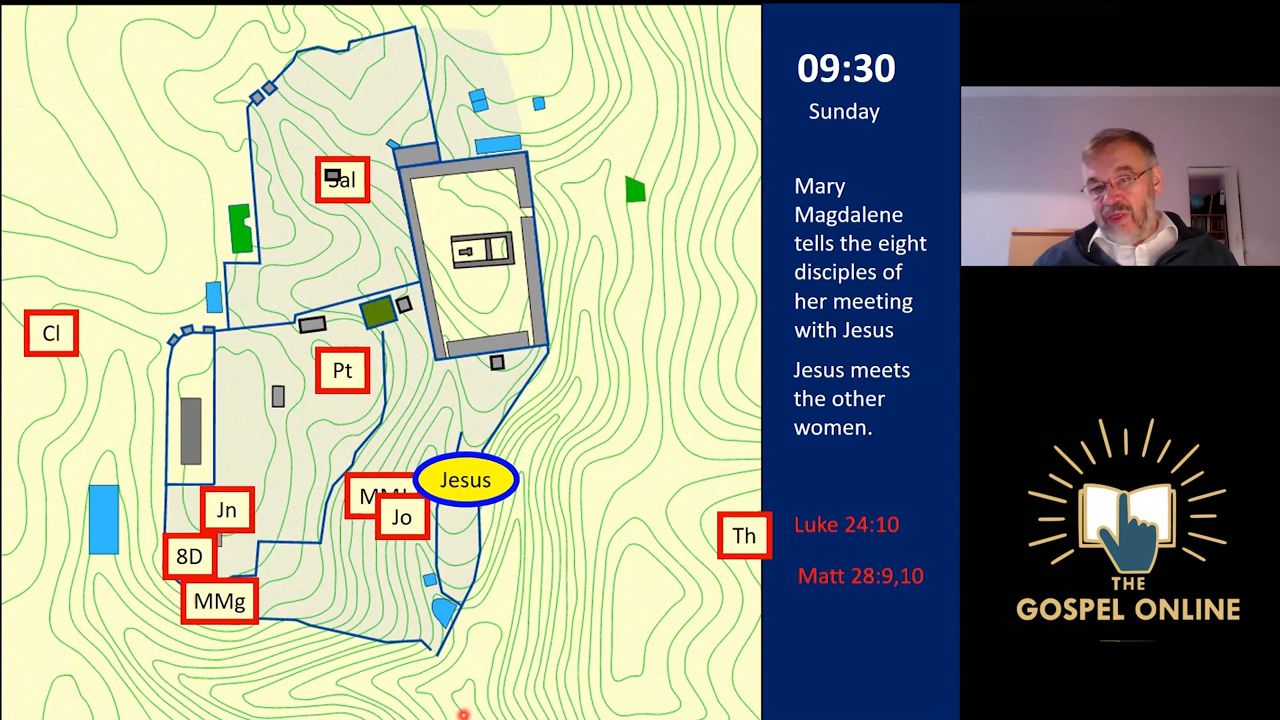 09:30
Sunday
Mary
Magdalene
tells the eight
disciples of
her meeting
with Jesus
Jesus meets
the other
women.
Luke 24:10
Matt 28:9,10
Sal
Cl
Pt
Jesus
Jn
Jo
Th
8D
MMg
THE
GOSPEL ONLINE